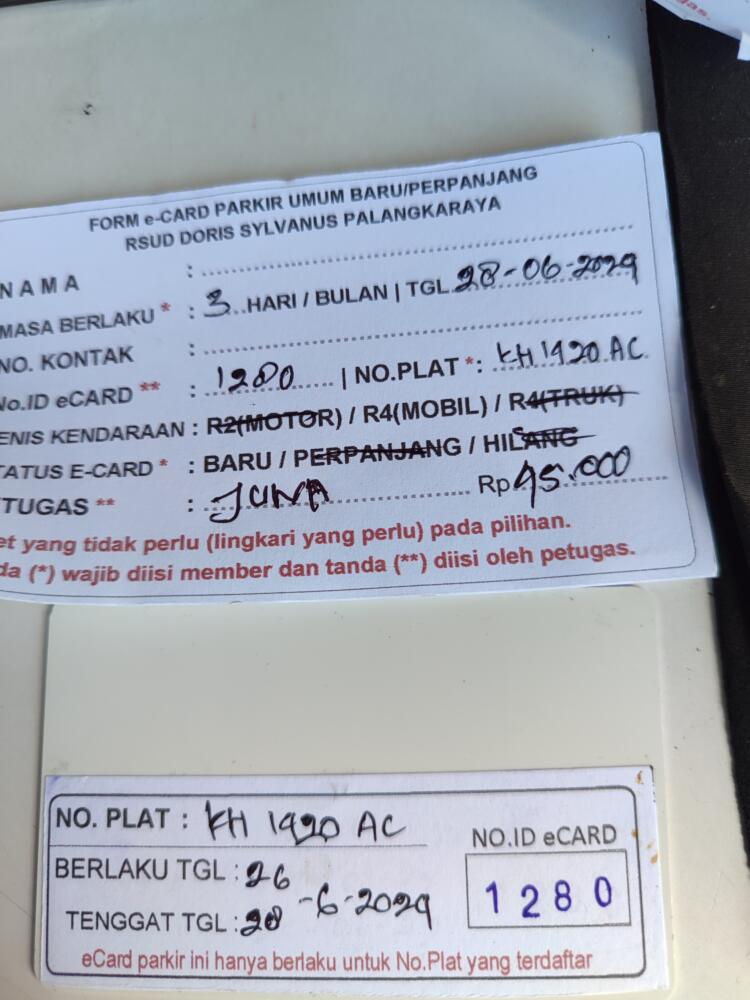 FORM e-CARD PARKIR UMUM BARU/PERPANJANG
RSUD DORIS SYLVANUS PALANGKARAYA
NAMA :
MASA BERLAKU * : 3 HARI / BULAN | TGL 28-06-2029
NO. KONTAK :
No.ID eCARD ** : 1280 | NO.PLAT *: KH 1920 AC
ENIS KENDARAAN : R2(MOTOR) / R4(MOBIL) / R4(TRUK)
TATUS E-CARD * : BARU / PERPANJANG / HILANG
TUGAS ** : JUNA Rp 45.000
et yang tidak perlu (lingkari yang perlu) pada pilihan.
da (*) wajib diisi member dan tanda (**) diisi oleh petugas.
NO. PLAT : KH 1920 AC
NO.ID eCARD
BERLAKU TGL : 26
1280
TENGGAT TGL : 28 -6-2029
eCard parkir ini hanya berlaku untuk No.Plat yang terdaftar